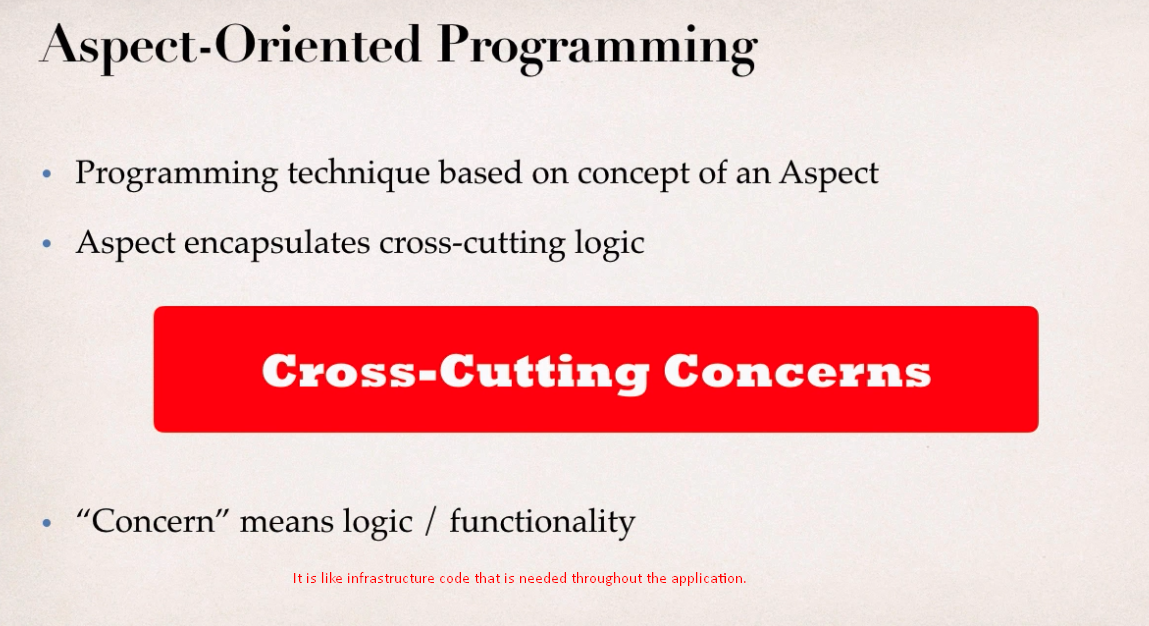 Aspect-Oriented Programming
• Programming technique based on concept of an Aspect
• Aspect encapsulates cross-cutting logic
Cross-Cutting Concerns
• “Concern” means logic / functionality
It is like infrastructure code that is needed throughout the application.